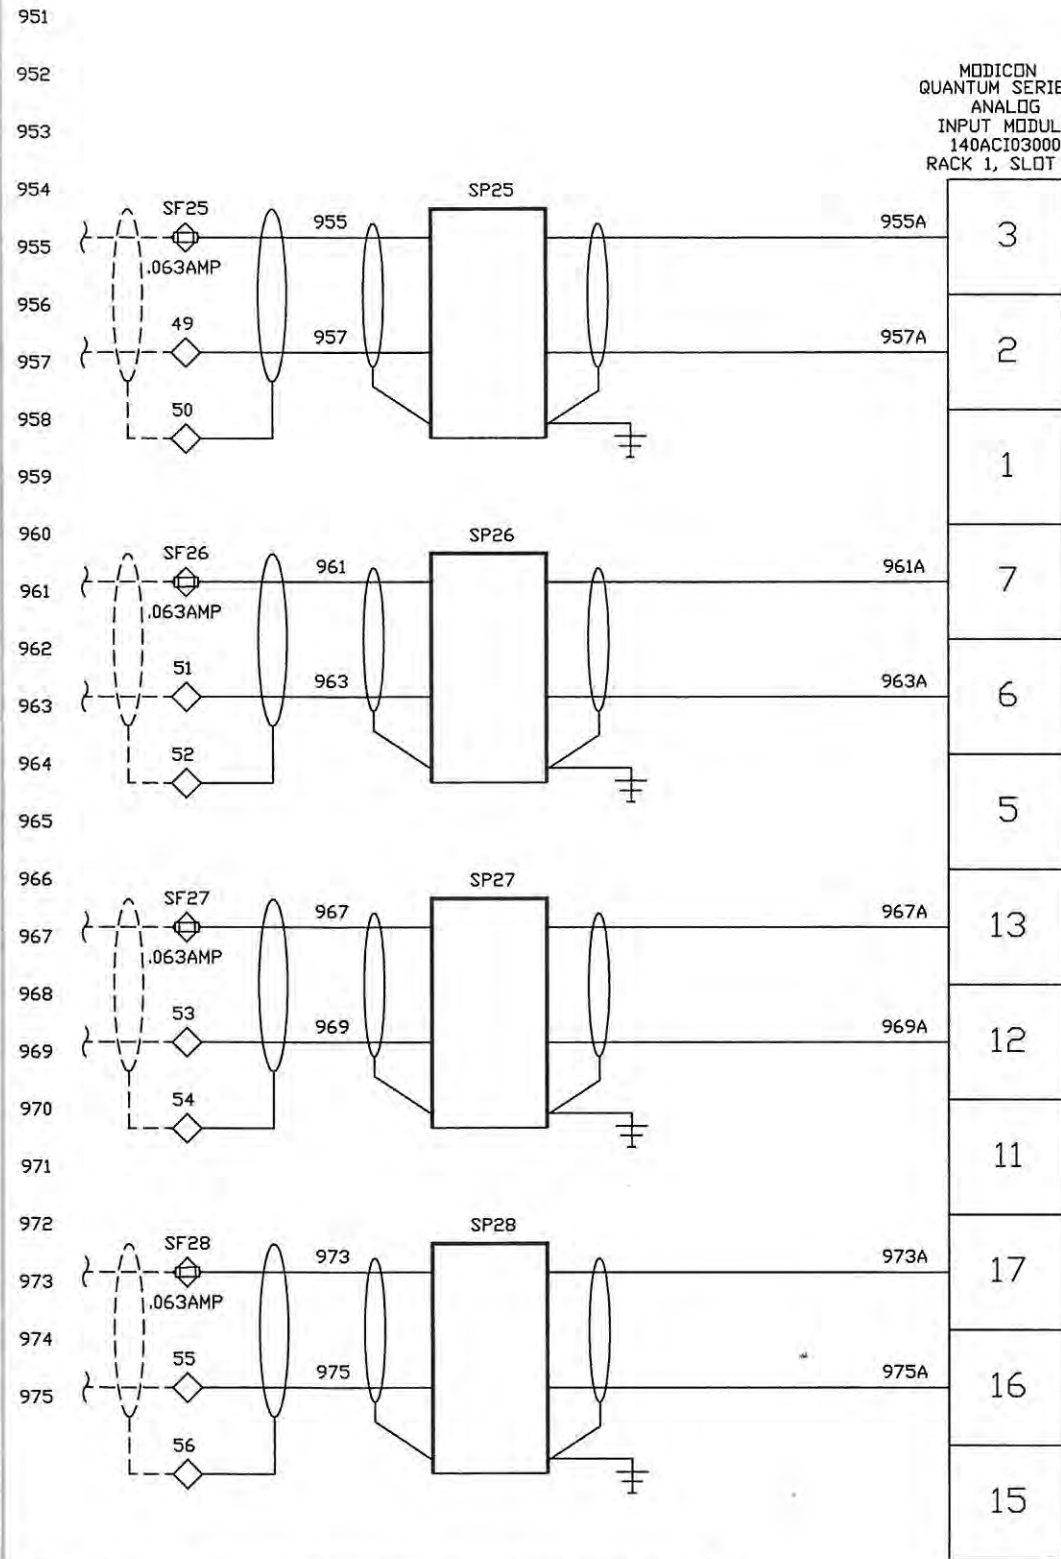 951
952
MODICON
QUANTUM SERIE
ANALOG
953
INPUT MODUL
140ACI03000
RACK 1, SLOT
954
SP25
SF25
955
955A
3
955
.063AMP
956
49
957
957A
2
957
50
958
1
959
960
SP26
SF26
961
961A
7
961
.063AMP
962
51
963
963A
6
963
52
964
5
965
966
SP27
SF27
967
967A
13
967
.063AMP
968
53
969
969A
12
969
54
970
11
971
972
SP28
SF28
973
973A
17
973
.063AMP
974
55
975
975A
16
975
56
15